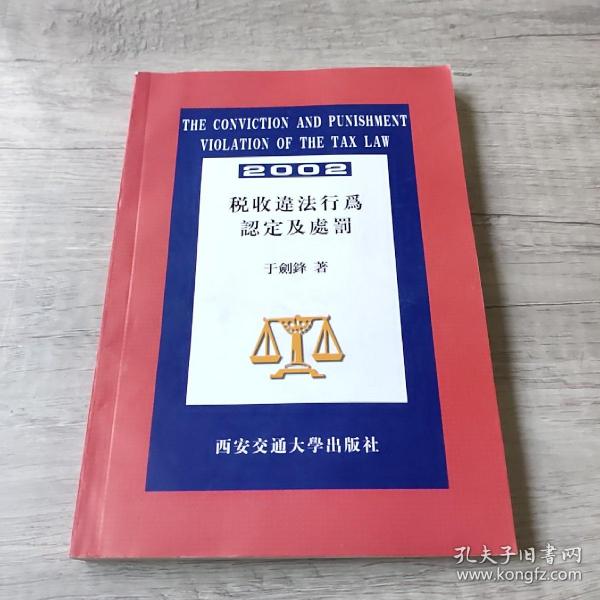 THE CONVICTION AND PUNISHMENT
VIOLATION OF THE TAX LAW
2002
税收違法行爲
認定及處罰
于劍鋒 著
西安交通大學出版社
孔夫子旧书网
www.kongfz.com